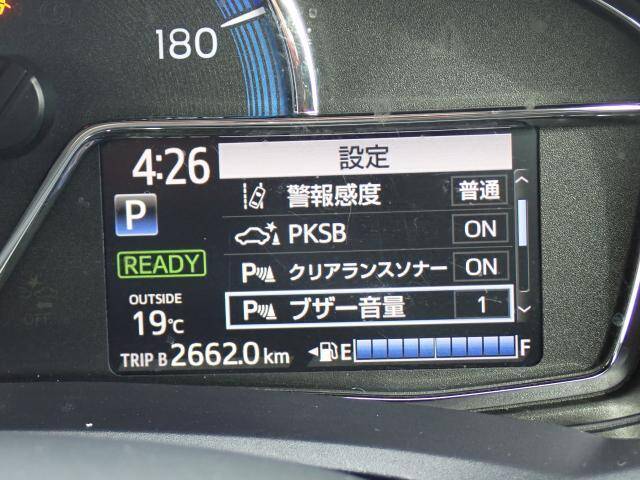 180
4:26
設定
警報感度 普通
P
PKSB ON
READY
P クリアランスソナー ON
OUTSIDE
19℃
P ブザー音量 1
TRIP B 2662.0 km
E F
OFF